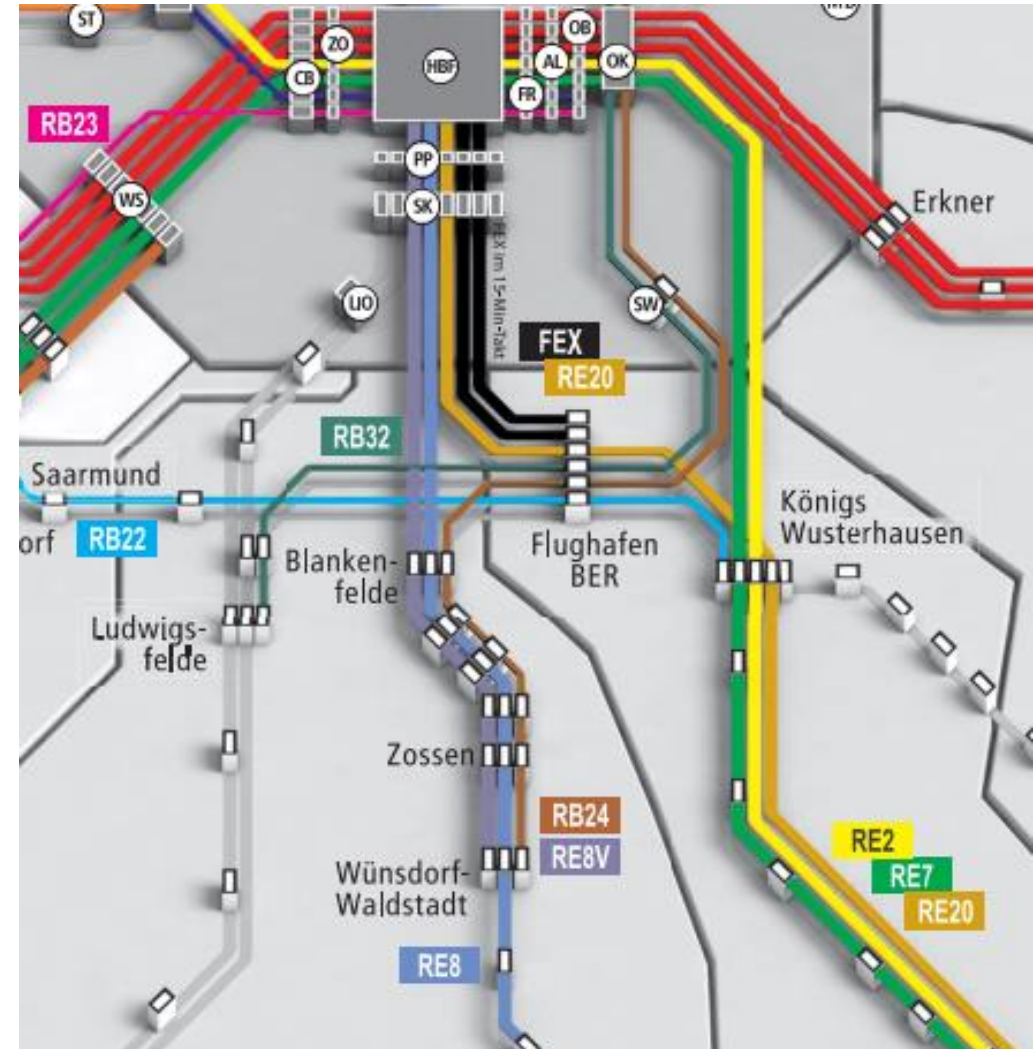 ST
OB
ZO
HBF
AL
OK
CB
FR
RB23
PP
WS
SK
Erkner
FEX im 15-Min-Takt
UO
SW
FEX
RE20
RB32
Saarmund
orf
RB22
Königs
Wusterhausen
Flughafen
BER
Blanken-
felde
Ludwigs-
felde
Zossen
RB24
RE8V
RE2
RE7
RE20
Wünsdorf-
Waldstadt
RE8